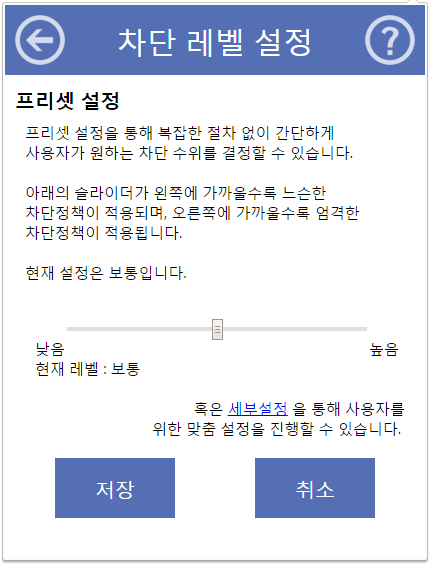 차단 레벨 설정
프리셋 설정
프리셋 설정을 통해 복잡한 절차 없이 간단하게
사용자가 원하는 차단 수위를 결정할 수 있습니다.
아래의 슬라이더가 왼쪽에 가까울수록 느슨한
차단정책이 적용되며, 오른쪽에 가까울수록 엄격한
차단정책이 적용됩니다.
현재 설정은 보통입니다.
낮음 높음
현재 레벨 : 보통
혹은 세부설정 을 통해 사용자를
위한 맞춤 설정을 진행할 수 있습니다.
저장 취소